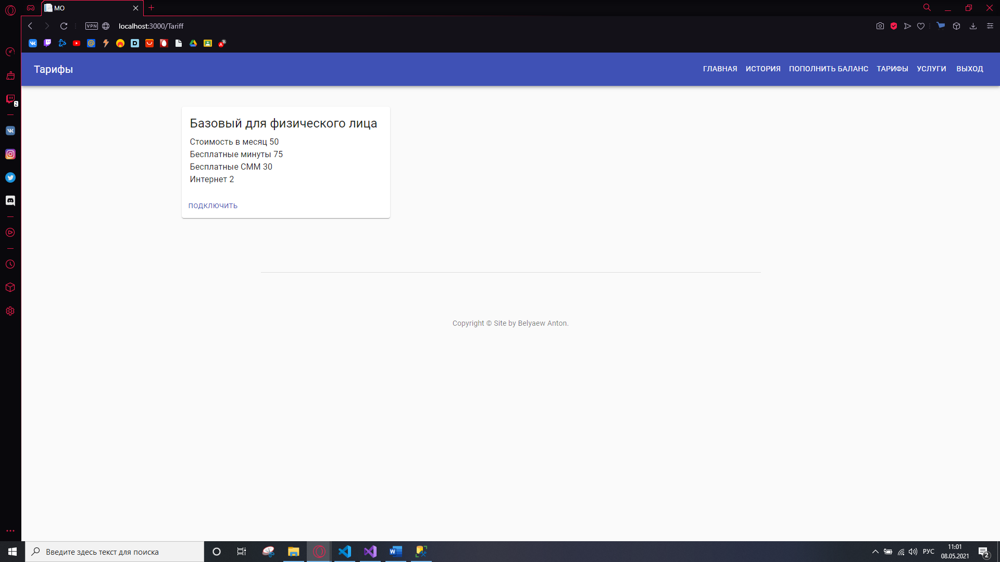 MO
VPN
localhost:3000/Tariff
Тарифы
ГЛАВНАЯ ИСТОРИЯ ПОПОЛНИТЬ БАЛАНС ТАРИФЫ УСЛУГИ ВЫХОД
2
Базовый для физического лица
Стоимость в месяц 50
Бесплатные минуты 75
Бесплатные СММ 30
Интернет 2
ПОДКЛЮЧИТЬ
Copyright © Site by Belyaew Anton.
Введите здесь текст для поиска
РУС
11:01
08.05.2021
2